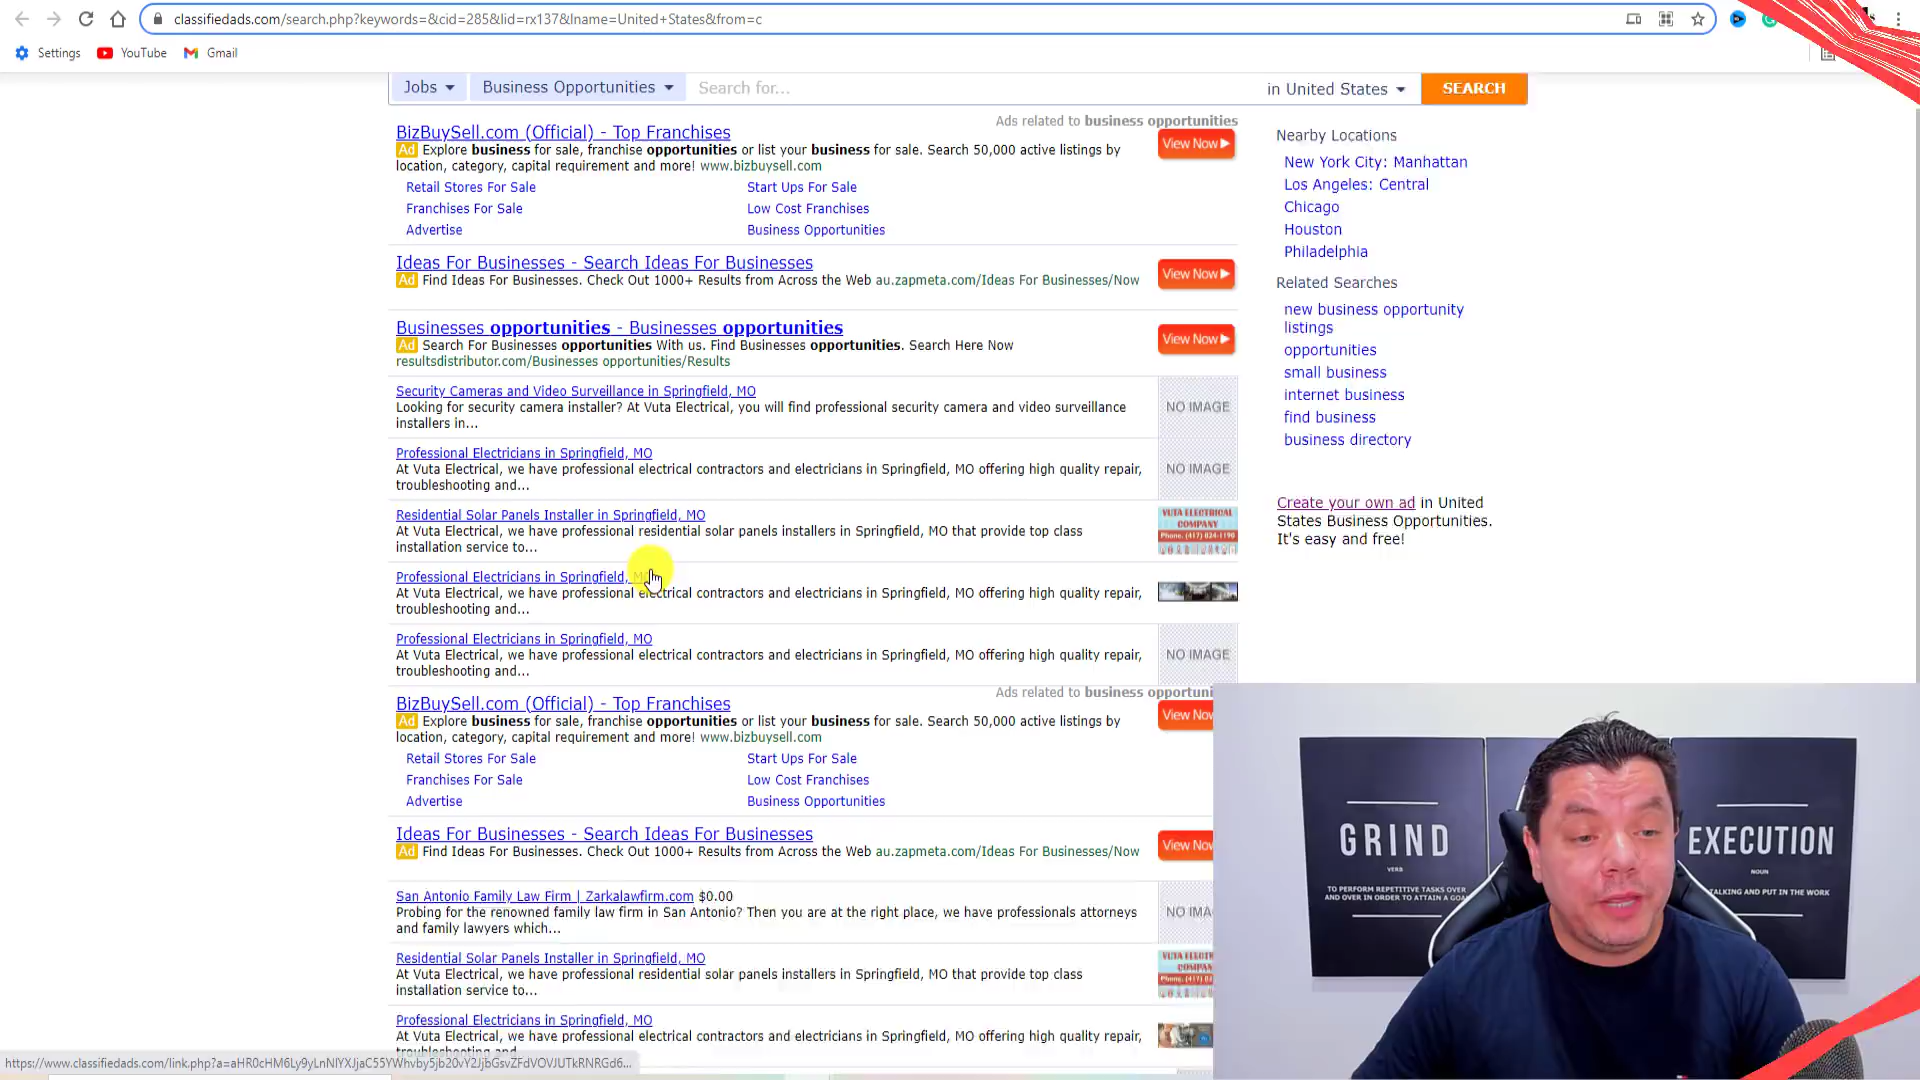 classifiedads.com/search.php?keywords=&cid=285&lid=rx137&lname=United+States&from=c
Settings YouTube Gmail
Jobs Business Opportunities Search for... in United States SEARCH
Ads related to business opportunities
BizBuySell.com (Official) - Top Franchises
Ad Explore business for sale, franchise opportunities or list your business for sale. Search 50,000 active listings by
location, category, capital requirement and more! www.bizbuysell.com
View Now
Retail Stores For Sale Start Ups For Sale
Franchises For Sale Low Cost Franchises
Advertise Business Opportunities
Ideas For Businesses - Search Ideas For Businesses
Ad Find Ideas For Businesses. Check Out 1000+ Results from Across the Web au.zapmeta.com/Ideas For Businesses/Now
View Now
Businesses opportunities - Businesses opportunities
Ad Search For Businesses opportunities With us. Find Businesses opportunities. Search Here Now
resultsdistributor.com/Businesses opportunities/Results
View Now
Security Cameras and Video Surveillance in Springfield, MO
Looking for security camera installer? At Vuta Electrical, you will find professional security camera and video surveillance
installers in...
NO IMAGE
Professional Electricians in Springfield, MO
At Vuta Electrical, we have professional electrical contractors and electricians in Springfield, MO offering high quality repair,
troubleshooting and...
NO IMAGE
Residential Solar Panels Installer in Springfield, MO
At Vuta Electrical, we have professional residential solar panels installers in Springfield, MO that provide top class
installation service to...
VUTA ELECTRICAL
COMPANY
Phone. (417) 824-1190
Professional Electricians in Springfield, MO
At Vuta Electrical, we have professional electrical contractors and electricians in Springfield, MO offering high quality repair,
troubleshooting and...
Professional Electricians in Springfield, MO
At Vuta Electrical, we have professional electrical contractors and electricians in Springfield, MO offering high quality repair,
troubleshooting and...
NO IMAGE
Ads related to business opportuni
BizBuySell.com (Official) - Top Franchises
Ad Explore business for sale, franchise opportunities or list your business for sale. Search 50,000 active listings by
location, category, capital requirement and more! www.bizbuysell.com
View Now
Retail Stores For Sale Start Ups For Sale
Franchises For Sale Low Cost Franchises
Advertise Business Opportunities
Ideas For Businesses - Search Ideas For Businesses
Ad Find Ideas For Businesses. Check Out 1000+ Results from Across the Web au.zapmeta.com/Ideas For Businesses/Now
View Now
San Antonio Family Law Firm | Zarkalawfirm.com $0.00
Probing for the renowned family law firm in San Antonio? Then you are at the right place, we have professionals attorneys
and family lawyers which...
NO IMA
Residential Solar Panels Installer in Springfield, MO
At Vuta Electrical, we have professional residential solar panels installers in Springfield, MO that provide top class
installation service to...
VUTA ELECTR
COMPAN
Professional Electricians in Springfield, MO
At Vuta Electrical, we have professional electrical contractors and electricians in Springfield, MO offering high quality repair,
troubleshooting and...
Nearby Locations
New York City: Manhattan
Los Angeles: Central
Chicago
Houston
Philadelphia
Related Searches
new business opportunity
listings
opportunities
small business
internet business
find business
business directory
Create your own ad in United
States Business Opportunities.
It's easy and free!
GRIND
VERB
TO PERFORM REPETITIVE TASKS OVER
AND OVER IN ORDER TO ATTAIN A GOA
EXECUTION
NOUN
TALKING AND PUT IN THE WORK